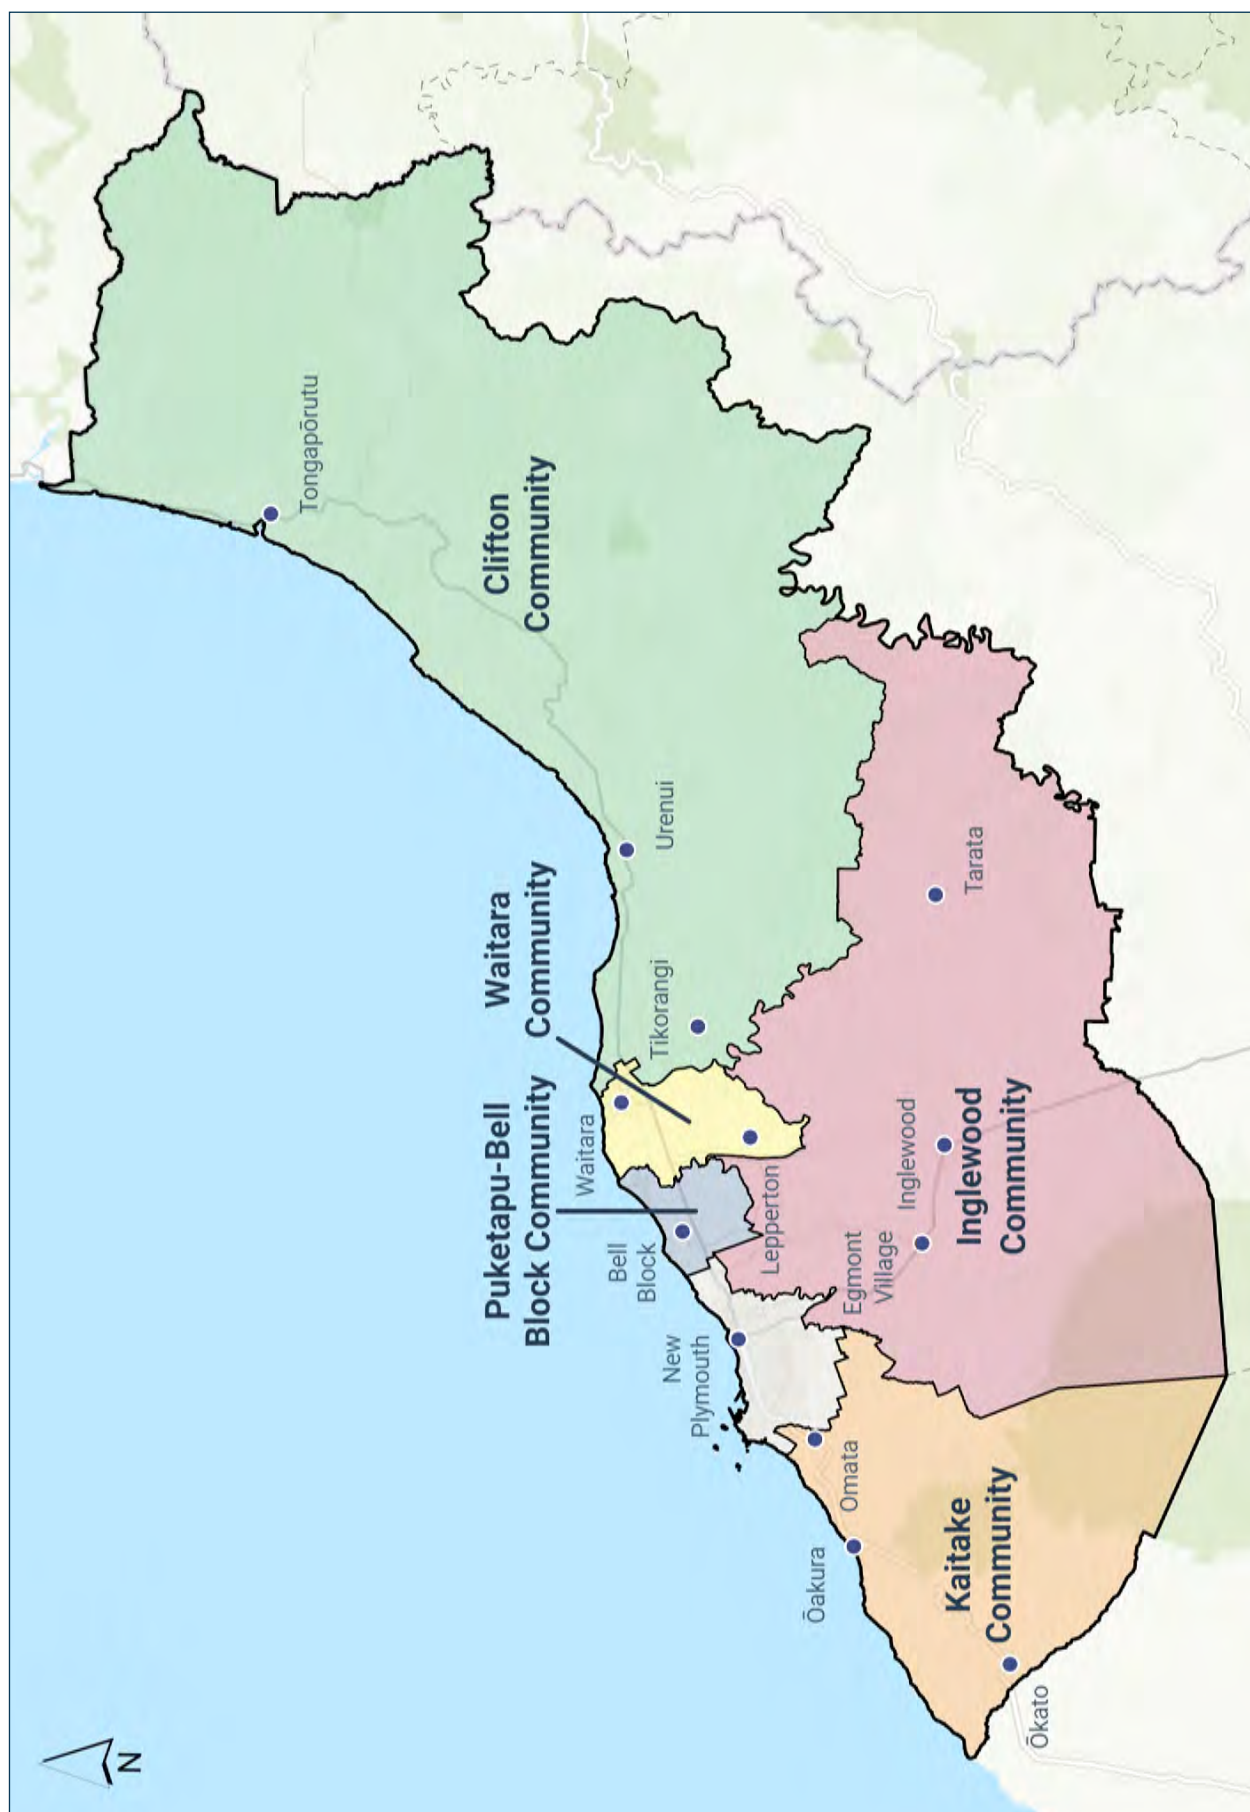 Tongapōrutu
Clifton
Community
Urenui
Waitara
Community
Tikorangi
Tarata
Puketapu-Bell
Block Community
Waitara
Bell
Block
Lepperton
Inglewood
Inglewood
Community
Egmont
Village
New
Plymouth
Omata
Ōakura
Kaitake
Community
Ōkato
N